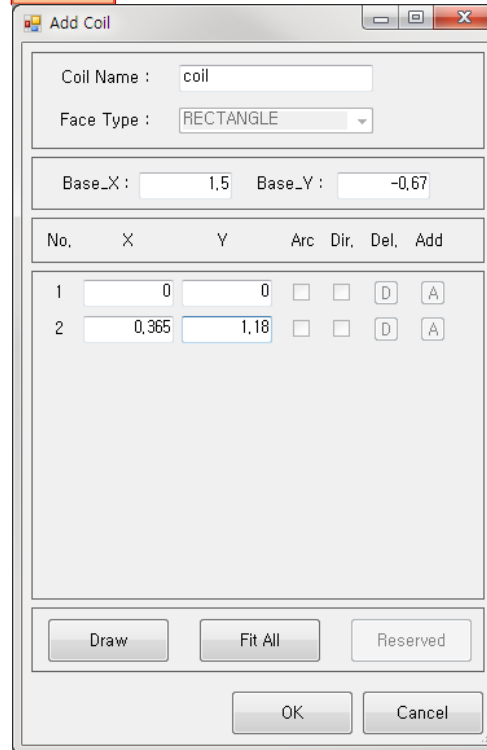 Add Coil
Coil Name : coil
Face Type : RECTANGLE
Base_X : 1,5 Base_Y : -0,67
No, X Y Arc Dir, Del, Add
1 0 0 D A
2 0,365 1,18 D A
Draw Fit All Reserved
OK Cancel